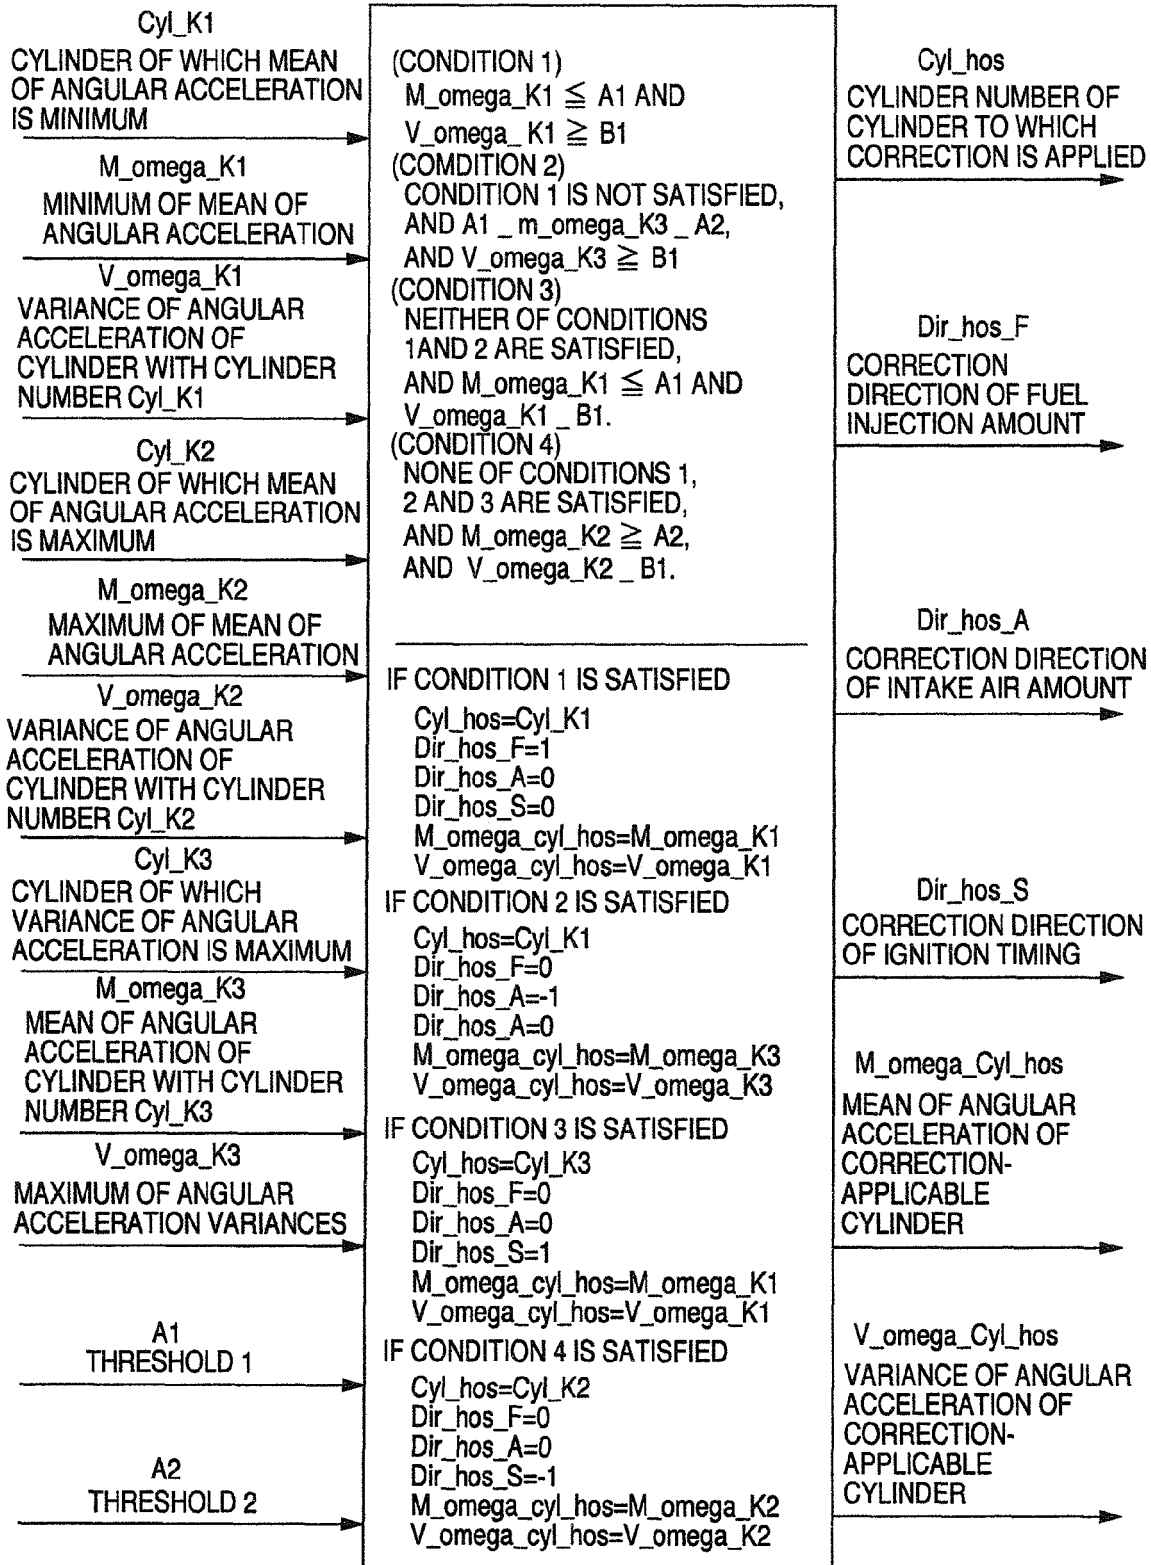 Cyl_K1
CYLINDER OF WHICH MEAN
OF ANGULAR ACCELERATION
IS MINIMUM
M_omega_K1
MINIMUM OF MEAN OF
ANGULAR ACCELERATION
V_omega_K1
VARIANCE OF ANGULAR
ACCELERATION OF
CYLINDER WITH CYLINDER
NUMBER Cyl_K1
Cyl_K2
CYLINDER OF WHICH MEAN
OF ANGULAR ACCELERATION
IS MAXIMUM
M_omega_K2
MAXIMUM OF MEAN OF
ANGULAR ACCELERATION
V_omega_K2
VARIANCE OF ANGULAR
ACCELERATION OF
CYLINDER WITH CYLINDER
NUMBER Cyl_K2
Cyl_K3
CYLINDER OF WHICH
VARIANCE OF ANGULAR
ACCELERATION IS MAXIMUM
M_omega_K3
MEAN OF ANGULAR
ACCELERATION OF
CYLINDER WITH CYLINDER
NUMBER Cyl_K3
V_omega_K3
MAXIMUM OF ANGULAR
ACCELERATION VARIANCES
A1
THRESHOLD 1
A2
THRESHOLD 2
(CONDITION 1)
M_omega_K1 ≦ A1 AND
V_omega_ K1 ≧ B1
(COMDITION 2)
CONDITION 1 IS NOT SATISFIED,
AND A1 _ m_omega_K3 _ A2,
AND V_omega_K3 ≧ B1
(CONDITION 3)
NEITHER OF CONDITIONS
1AND 2 ARE SATISFIED,
AND M_omega_K1 ≦ A1 AND
V_omega_K1 _ B1.
(CONDITION 4)
NONE OF CONDITIONS 1,
2 AND 3 ARE SATISFIED,
AND M_omega_K2 ≧ A2,
AND V_omega_K2 _ B1.
IF CONDITION 1 IS SATISFIED
Cyl_hos=Cyl_K1
Dir_hos_F=1
Dir_hos_A=0
Dir_hos_S=0
M_omega_cyl_hos=M_omega_K1
V_omega_cyl_hos=V_omega_K1
IF CONDITION 2 IS SATISFIED
Cyl_hos=Cyl_K1
Dir_hos_F=0
Dir_hos_A=-1
Dir_hos_A=0
M_omega_cyl_hos=M_omega_K3
V_omega_cyl_hos=V_omega_K3
IF CONDITION 3 IS SATISFIED
Cyl_hos=Cyl_K3
Dir_hos_F=0
Dir_hos_A=0
Dir_hos_S=1
M_omega_cyl_hos=M_omega_K1
V_omega_cyl_hos=V_omega_K1
IF CONDITION 4 IS SATISFIED
Cyl_hos=Cyl_K2
Dir_hos_F=0
Dir_hos_A=0
Dir_hos_S=-1
M_omega_cyl_hos=M_omega_K2
V_omega_cyl_hos=V_omega_K2
Cyl_hos
CYLINDER NUMBER OF
CYLINDER TO WHICH
CORRECTION IS APPLIED
Dir_hos_F
CORRECTION
DIRECTION OF FUEL
INJECTION AMOUNT
Dir_hos_A
CORRECTION DIRECTION
OF INTAKE AIR AMOUNT
Dir_hos_S
CORRECTION DIRECTION
OF IGNITION TIMING
M_omega_Cyl_hos
MEAN OF ANGULAR
ACCELERATION OF
CORRECTION-
APPLICABLE
CYLINDER
V_omega_Cyl_hos
VARIANCE OF ANGULAR
ACCELERATION OF
CORRECTION-
APPLICABLE
CYLINDER